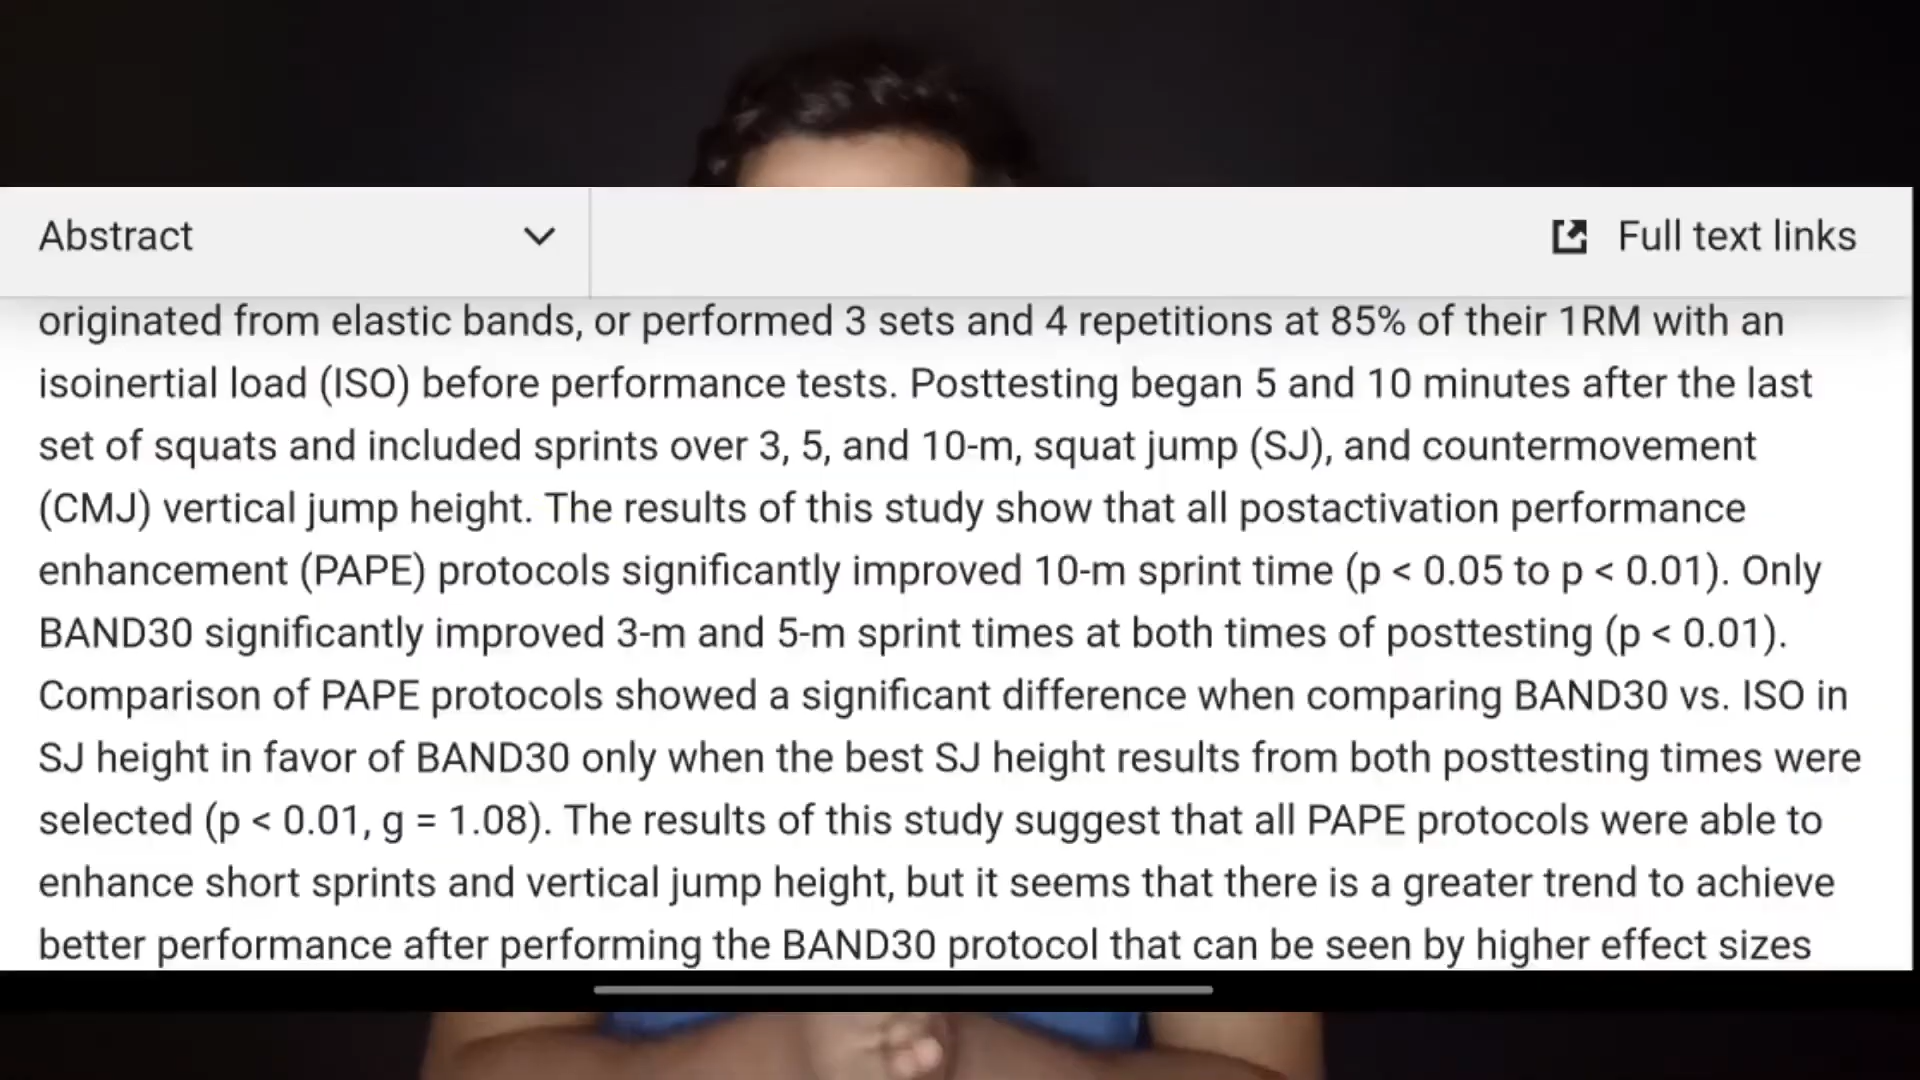 Abstract
Full text links
originated from elastic bands, or performed 3 sets and 4 repetitions at 85% of their 1RM with an
isoinertial load (ISO) before performance tests. Posttesting began 5 and 10 minutes after the last
set of squats and included sprints over 3, 5, and 10-m, squat jump (SJ), and countermovement
(CMJ) vertical jump height. The results of this study show that all postactivation performance
enhancement (PAPE) protocols significantly improved 10-m sprint time (p < 0.05 to p < 0.01). Only
BAND30 significantly improved 3-m and 5-m sprint times at both times of posttesting (p < 0.01).
Comparison of PAPE protocols showed a significant difference when comparing BAND30 vs. ISO in
SJ height in favor of BAND30 only when the best SJ height results from both posttesting times were
selected (p < 0.01, g = 1.08). The results of this study suggest that all PAPE protocols were able to
enhance short sprints and vertical jump height, but it seems that there is a greater trend to achieve
better performance after performing the BAND30 protocol that can be seen by higher effect sizes